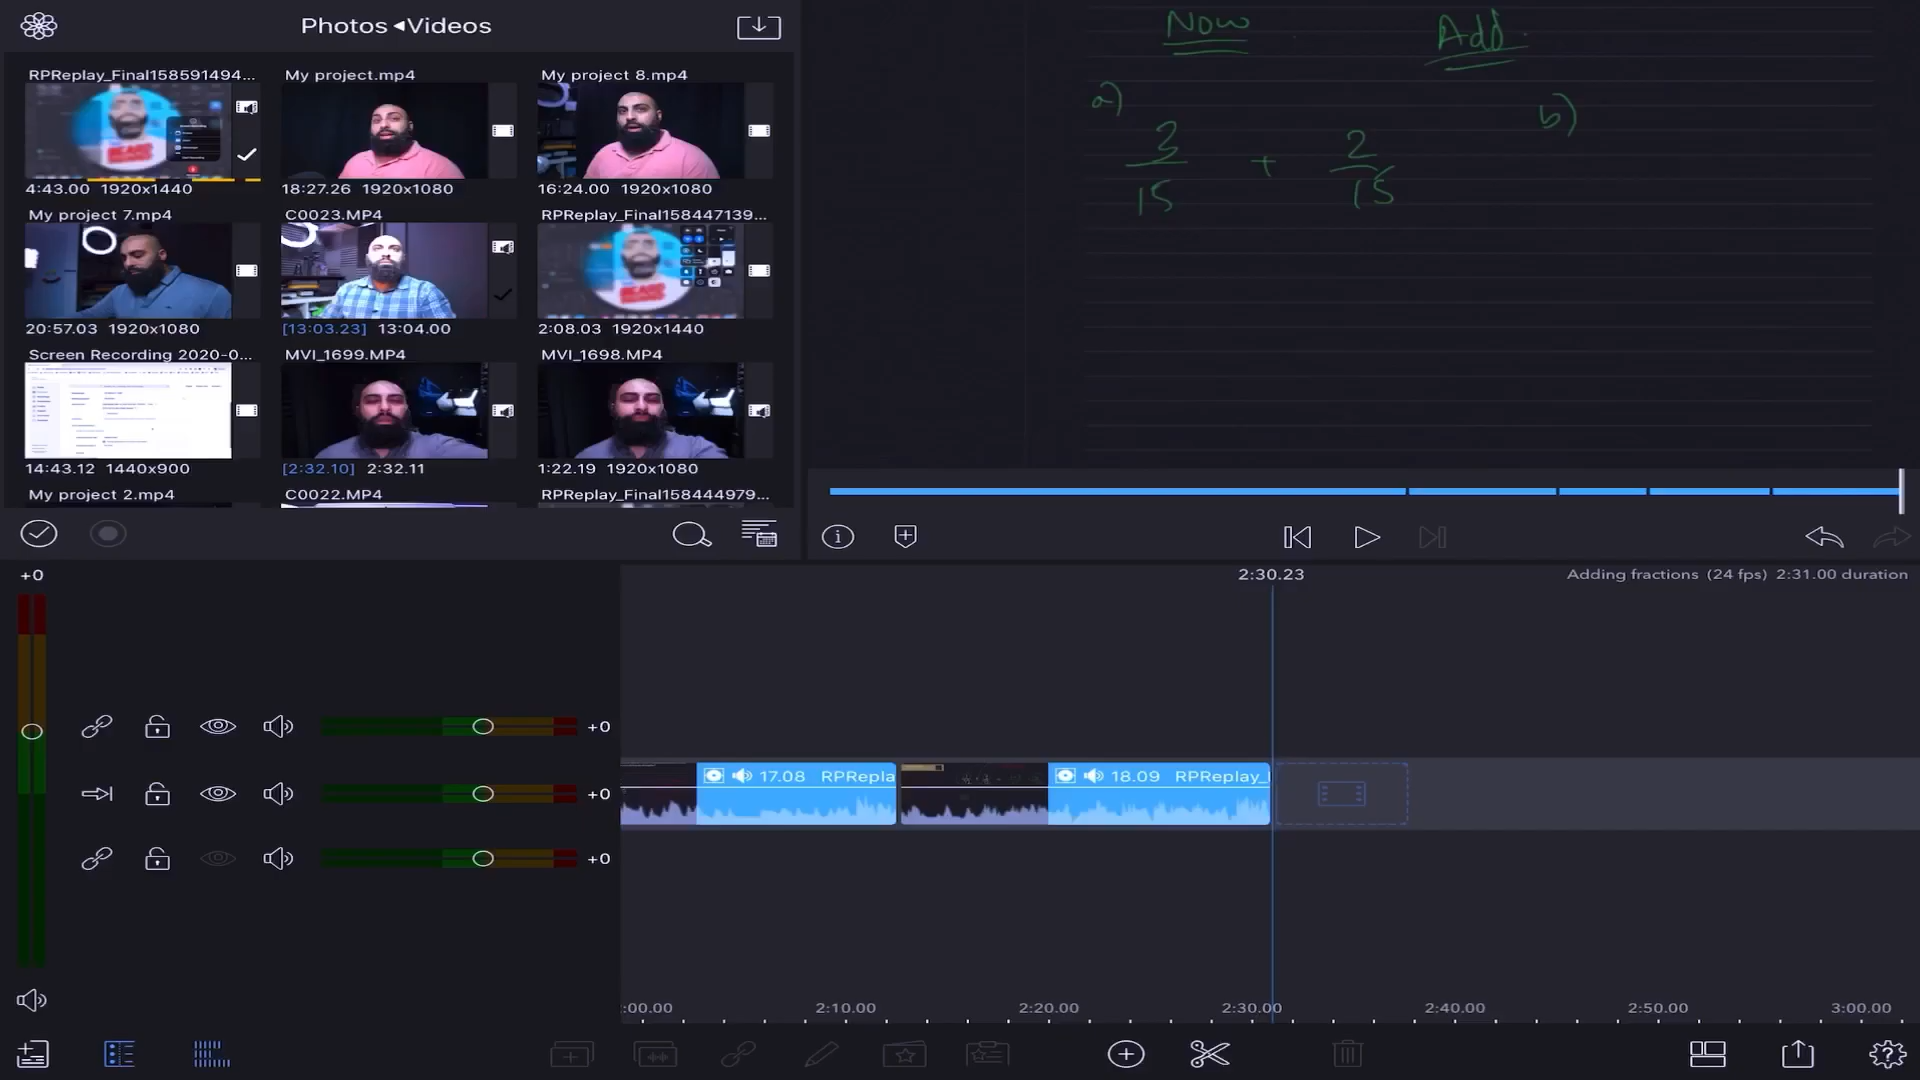 Photos ◂Videos
RPReplay_Final158591494...
My project.mp4
My project 8.mp4
4:43.00 1920x1440
18:27.26 1920x1080
16:24.00 1920x1080
My project 7.mp4
C0023.MP4
RPReplay_Final158447139...
20:57.03 1920x1080
[13:03.23] 13:04.00
2:08.03 1920x1440
Screen Recording 2020-0...
MVI_1699.MP4
MVI_1698.MP4
14:43.12 1440x900
[2:32.10] 2:32.11
1:22.19 1920x1080
My project 2.mp4
C0022.MP4
RPReplay_Final158444979...
Now Add
a) b)
3/15 + 2/15
+0
2:30.23
Adding fractions (24 fps) 2:31.00 duration
+0
17.08 RPRepla
18.09 RPReplay_
+0
+0
:00.00 2:10.00 2:20.00 2:30.00 2:40.00 2:50.00 3:00.00